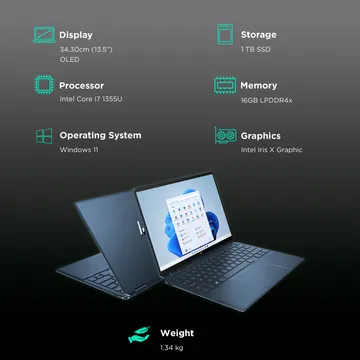 Display
34.30cm (13.5")
OLED
Storage
1 TB SSD
Processor
Intel Core i7 1355U
Memory
16GB LPDDR4x
Operating System
Windows 11
Graphics
Intel Iris X Graphic
Weight
1.34 kg